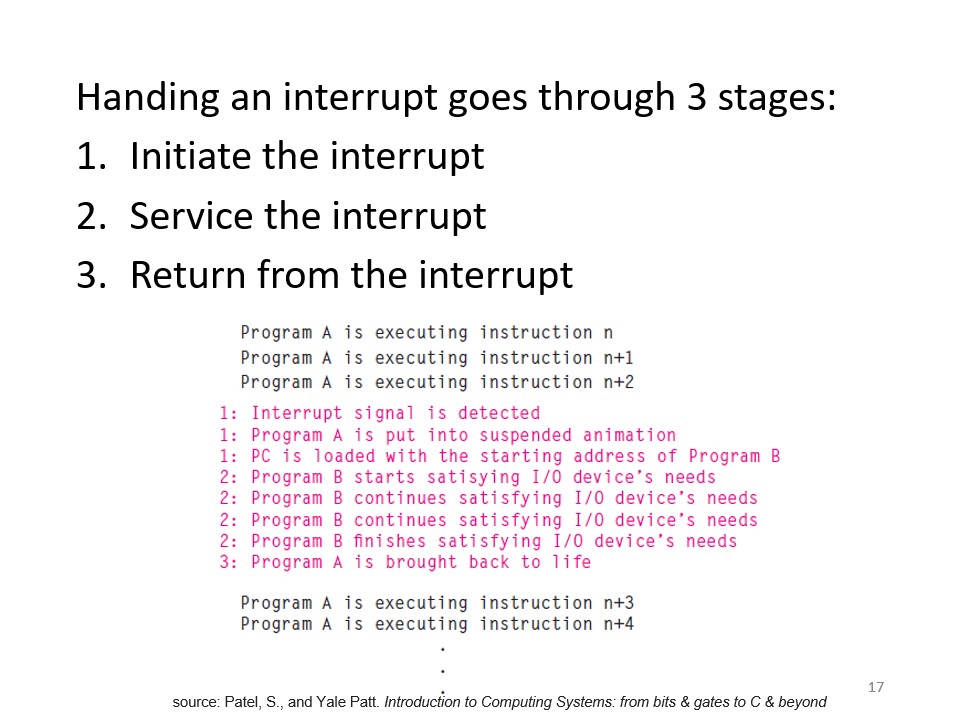 Handing an interrupt goes through 3 stages:
1. Initiate the interrupt
2. Service the interrupt
3. Return from the interrupt
Program A is executing instruction n
Program A is executing instruction n+1
Program A is executing instruction n+2
1: Interrupt signal is detected
1: Program A is put into suspended animation
1: PC is loaded with the starting address of Program B
2: Program B starts satisying I/O device's needs
2: Program B continues satisfying I/O device's needs
2: Program B continues satisfying I/O device's needs
2: Program B finishes satisfying I/O device's needs
3: Program A is brought back to life
Program A is executing instruction n+3
Program A is executing instruction n+4
.
.
.
17
source: Patel, S., and Yale Patt. Introduction to Computing Systems: from bits & gates to C & beyond